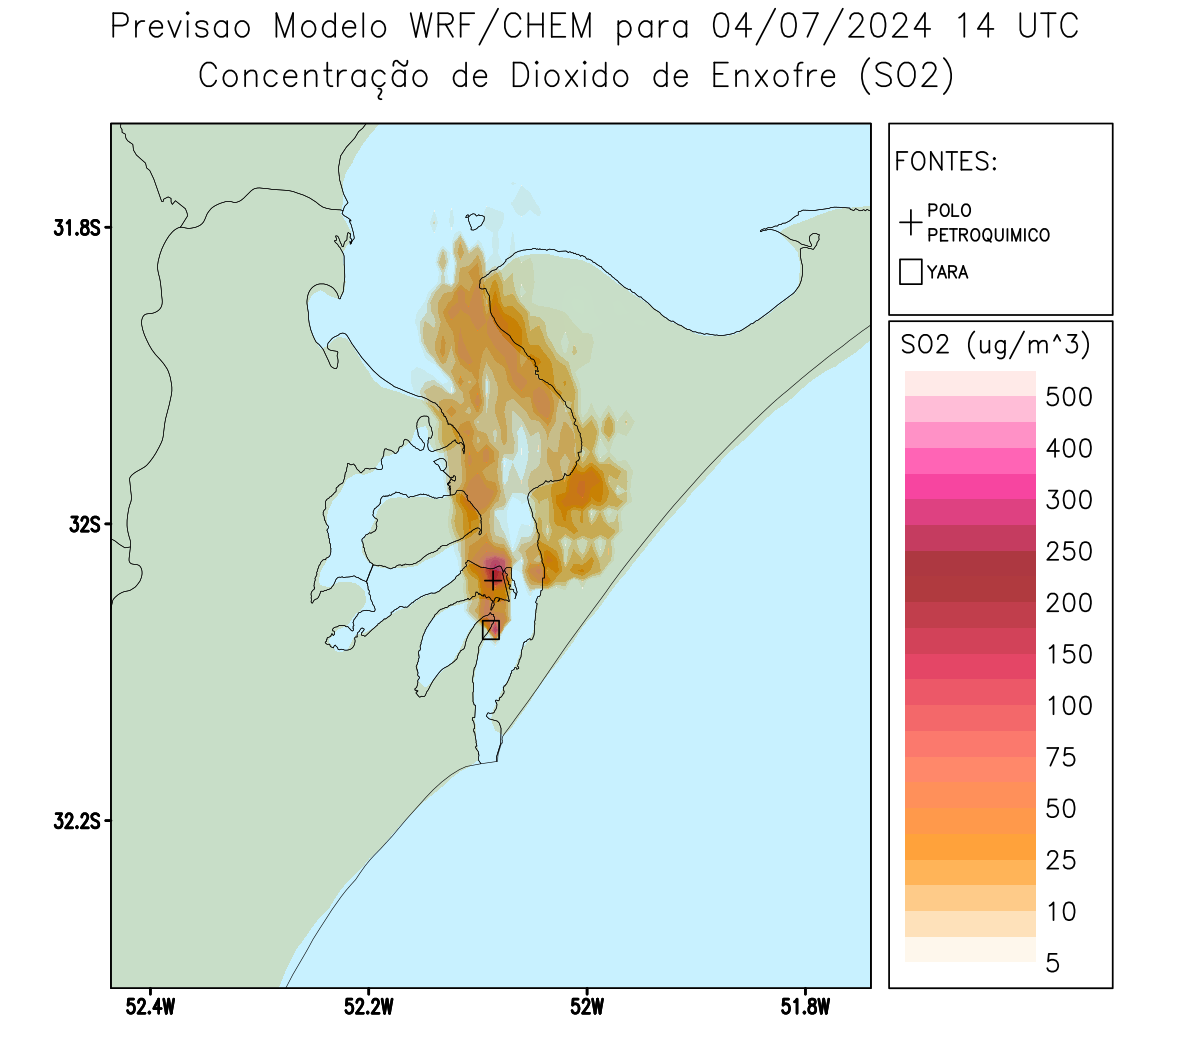 Previsao Modelo WRF/CHEM para 04/07/2024 14 UTC
Concentração de Dioxido de Enxofre (SO2)
31.8S
32S
32.2S
52.4W
52.2W
52W
51.8W
FONTES:
POLO
PETROQUIMICO
YARA
SO2 (ug/m^3)
500
400
300
250
200
150
100
75
50
25
10
5